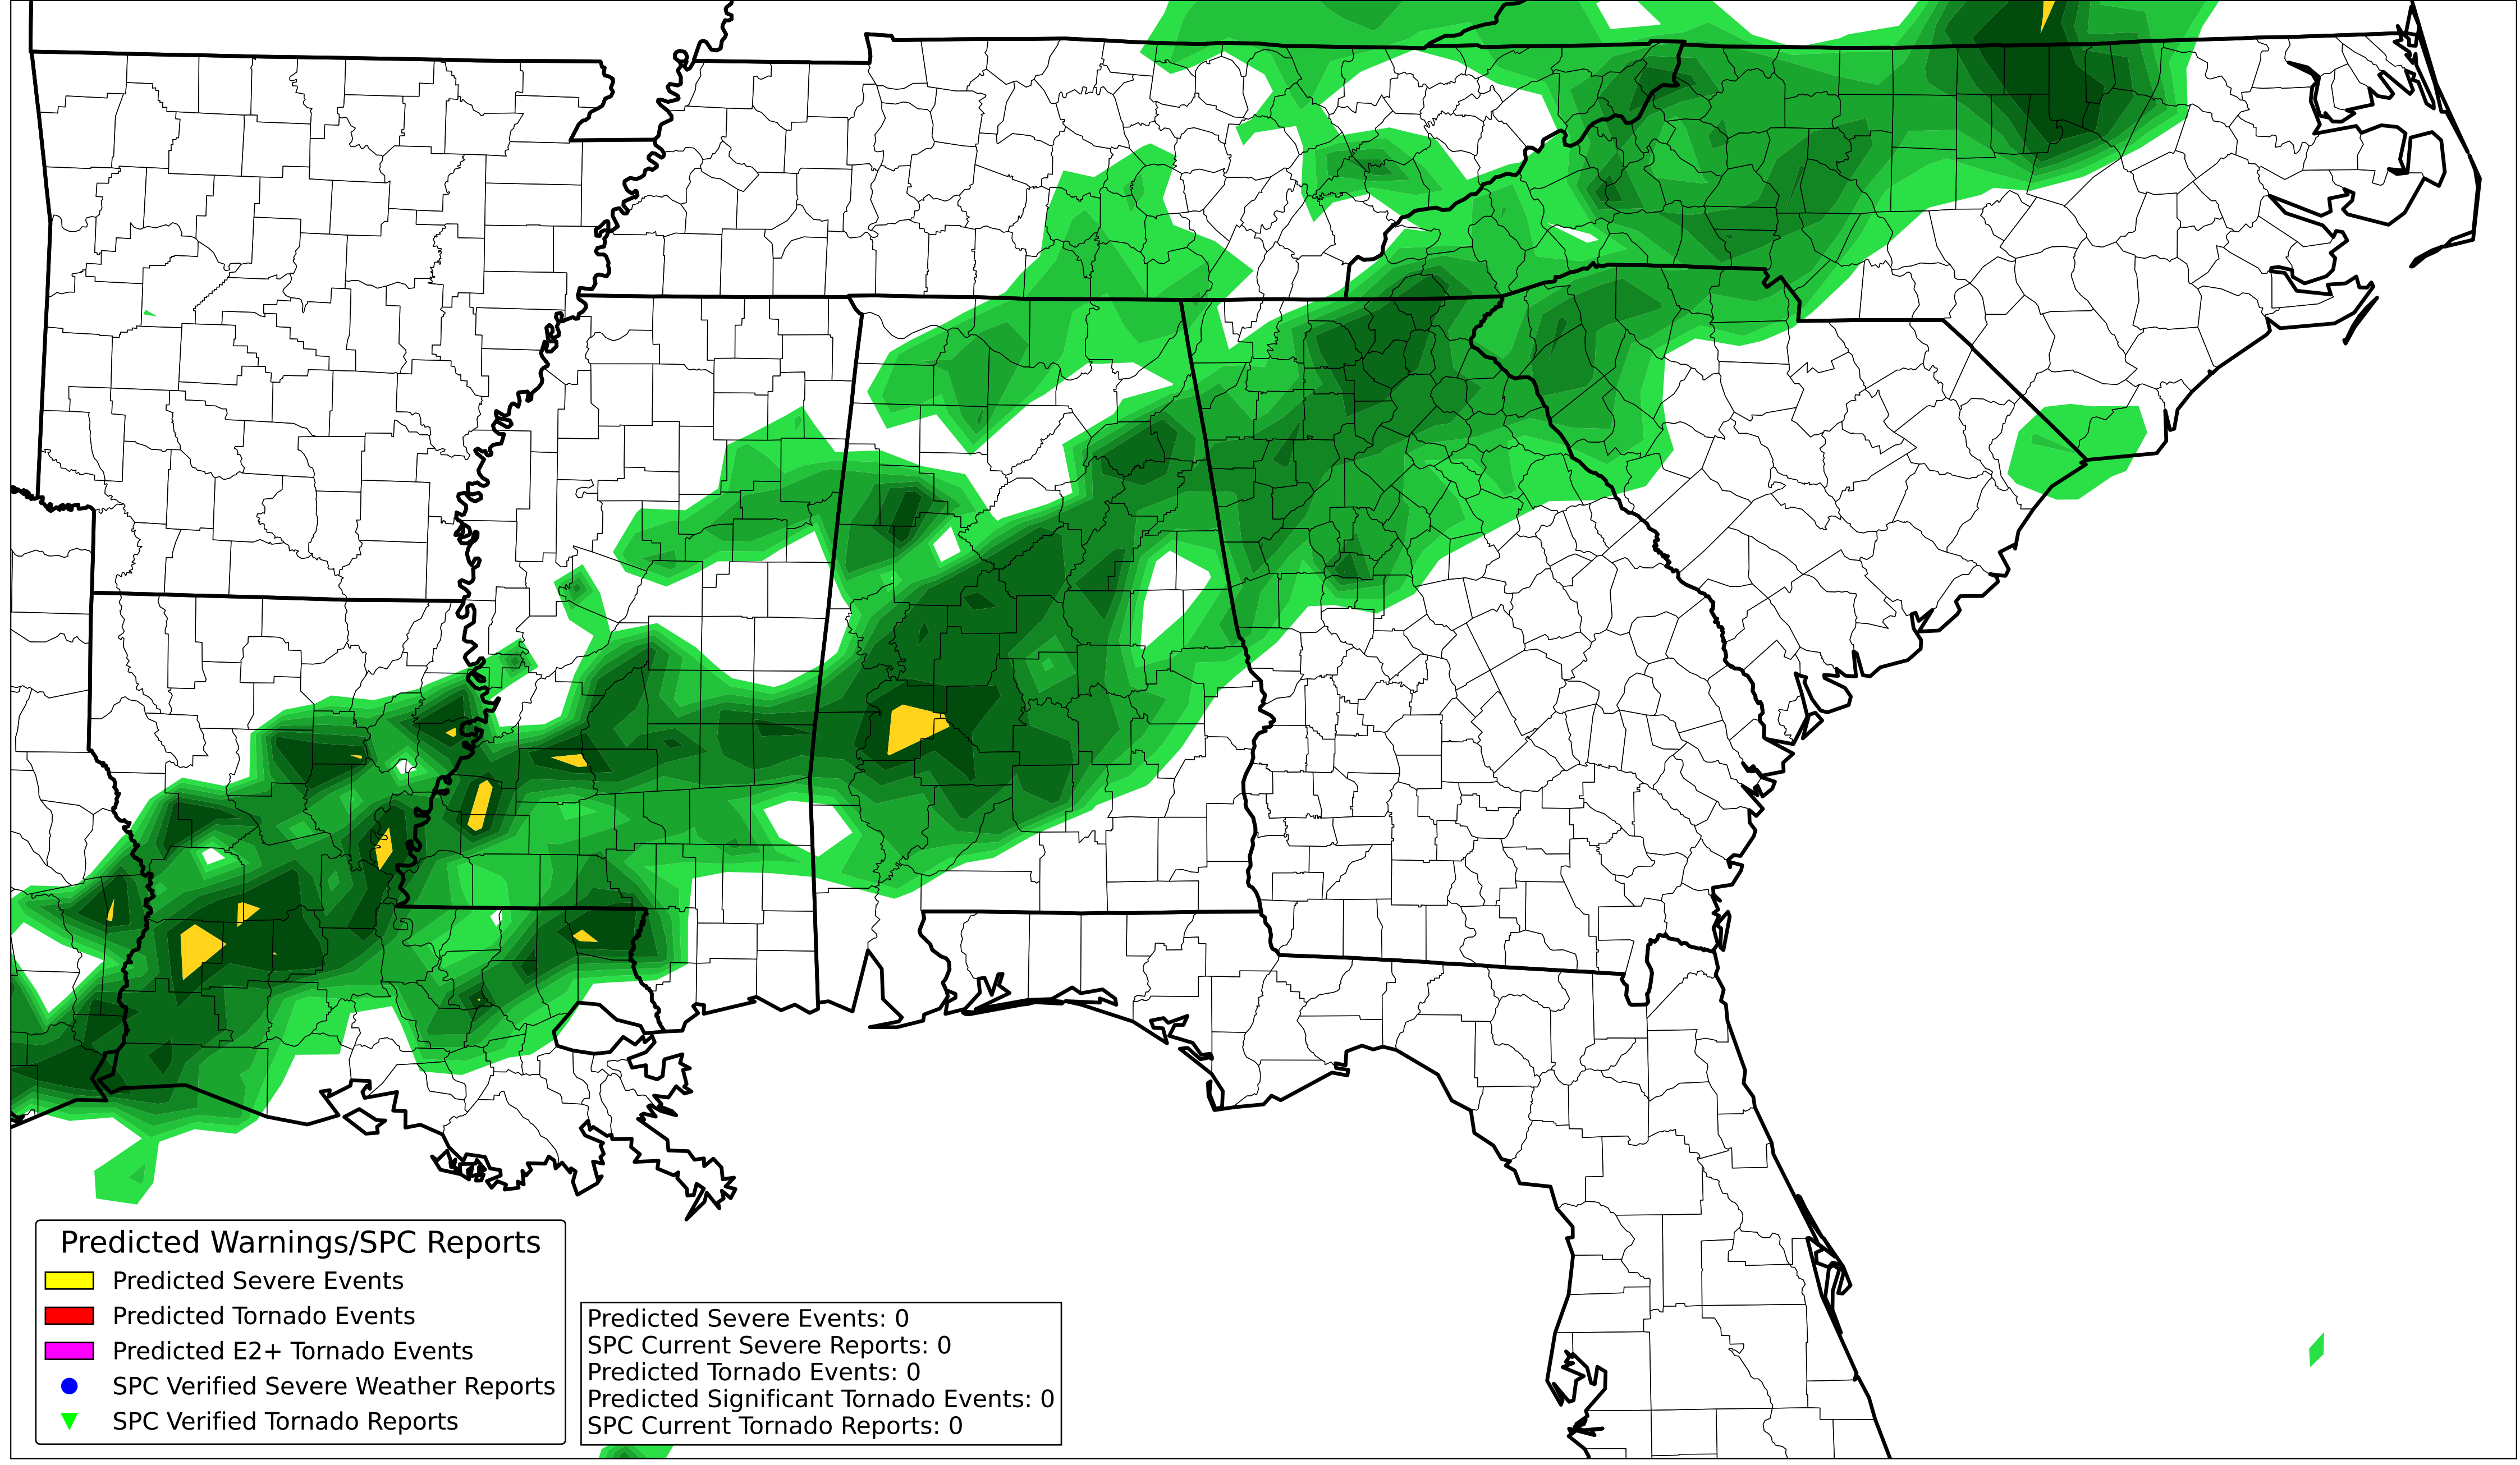 Predicted Warnings/SPC Reports
Predicted Severe Events
Predicted Tornado Events
Predicted E2+ Tornado Events
SPC Verified Severe Weather Reports
SPC Verified Tornado Reports
Predicted Severe Events: 0
SPC Current Severe Reports: 0
Predicted Tornado Events: 0
Predicted Significant Tornado Events: 0
SPC Current Tornado Reports: 0